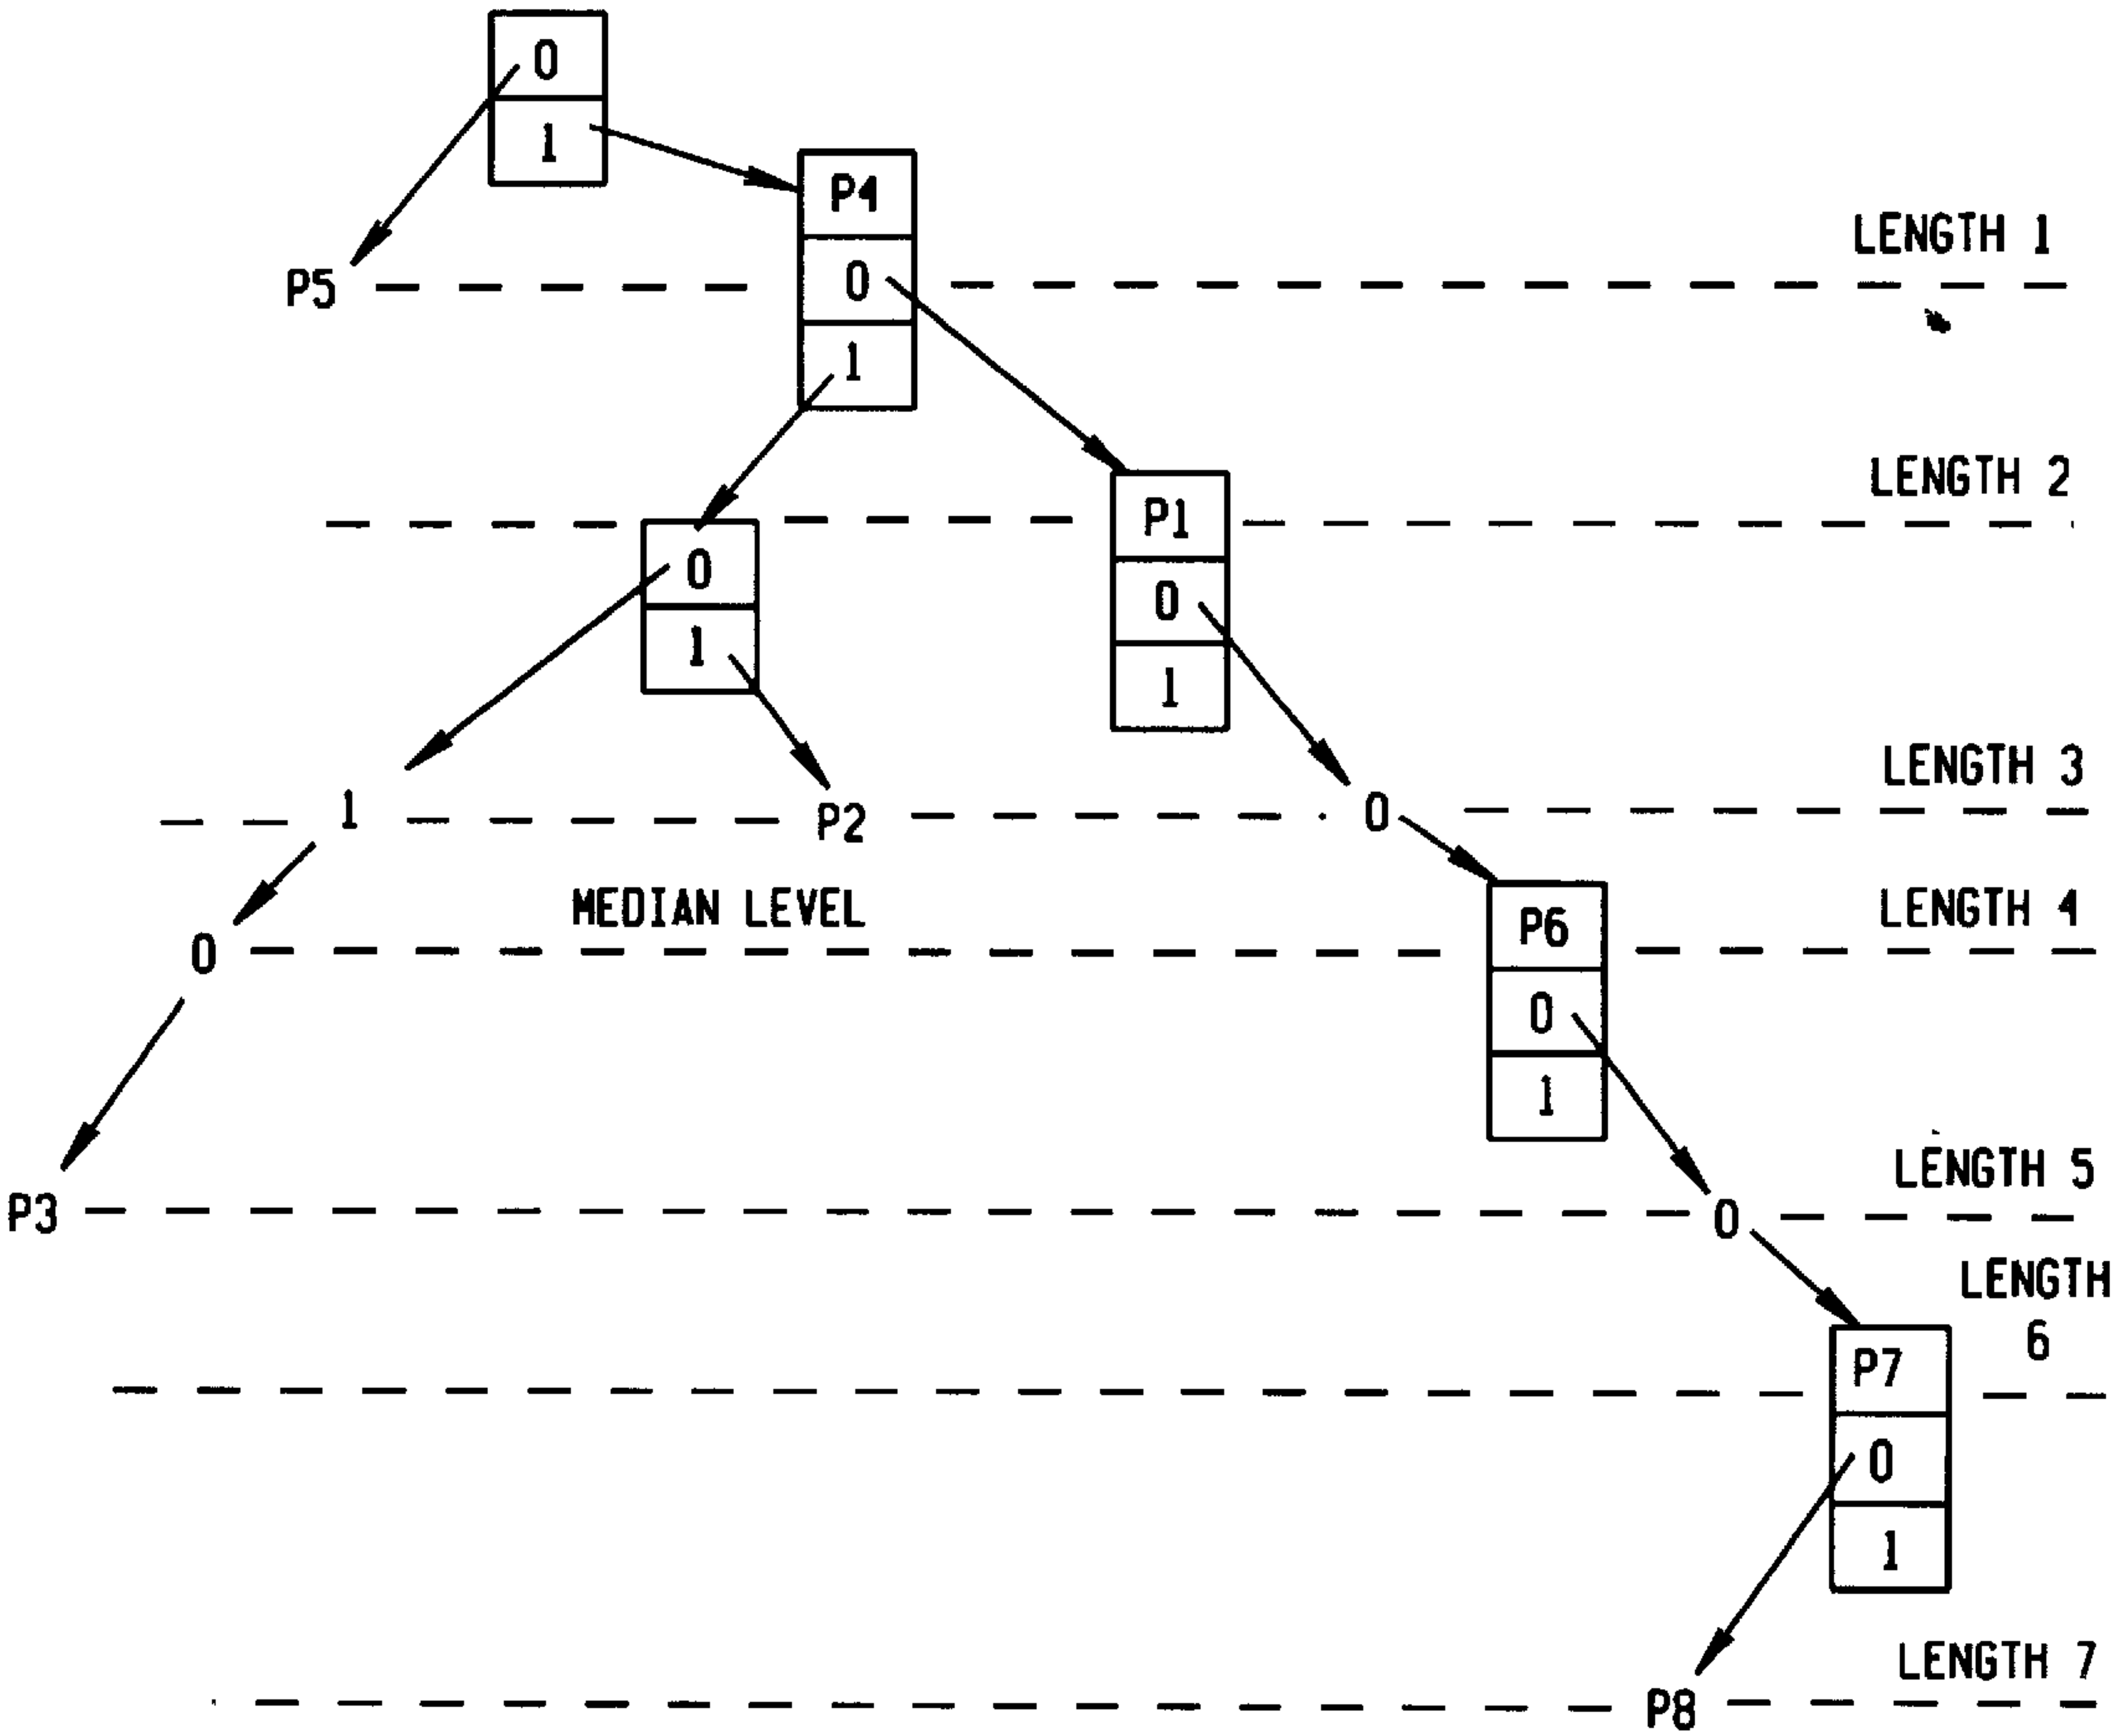 0
1
P4
LENGTH 1
P5
0
1
LENGTH 2
P1
0
0
1
1
LENGTH 3
1
P2
0
MEDIAN LEVEL
LENGTH 4
P6
0
0
1
LENGTH 5
P3
0
LENGTH
6
P7
0
1
LENGTH 7
P8